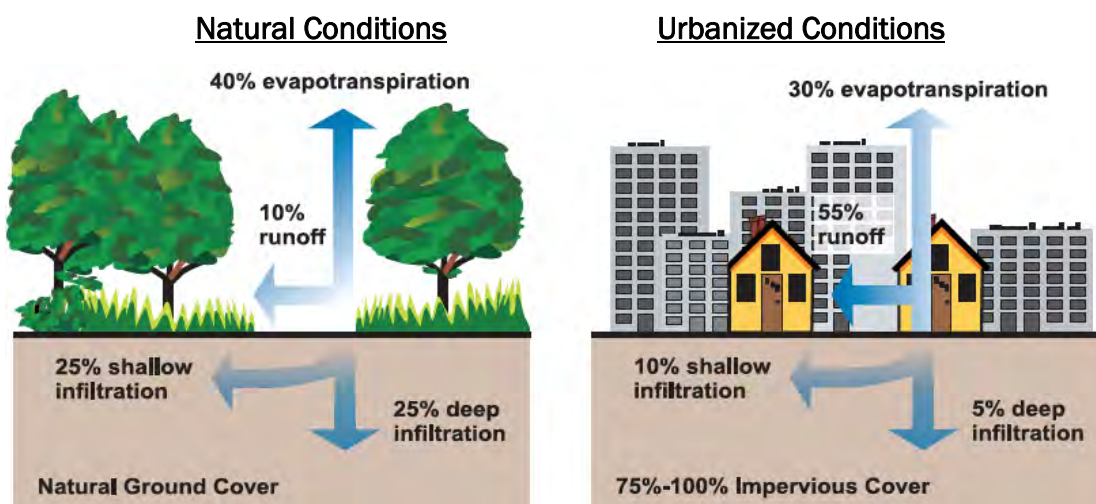 Natural Conditions
40% evapotranspiration
10%
runoff
25% shallow
infiltration
25% deep
infiltration
Natural Ground Cover
Urbanized Conditions
30% evapotranspiration
55%
runoff
10% shallow
infiltration
5% deep
infiltration
75%-100% Impervious Cover